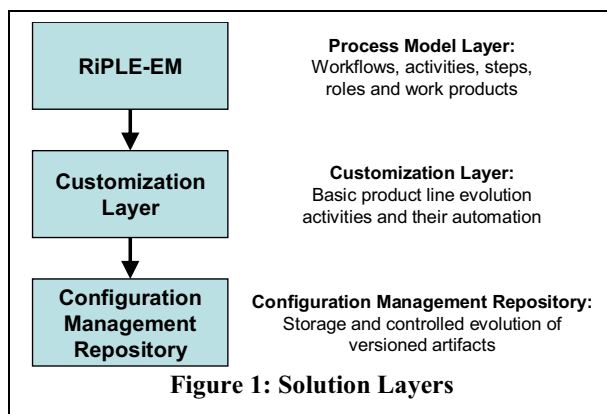 RiPLE-EM
Process Model Layer:
Workflows, activities, steps,
roles and work products
Customization
Layer
Customization Layer:
Basic product line evolution
activities and their automation
Configuration
Management
Repository
Configuration Management Repository:
Storage and controlled evolution of
versioned artifacts
Figure 1: Solution Layers